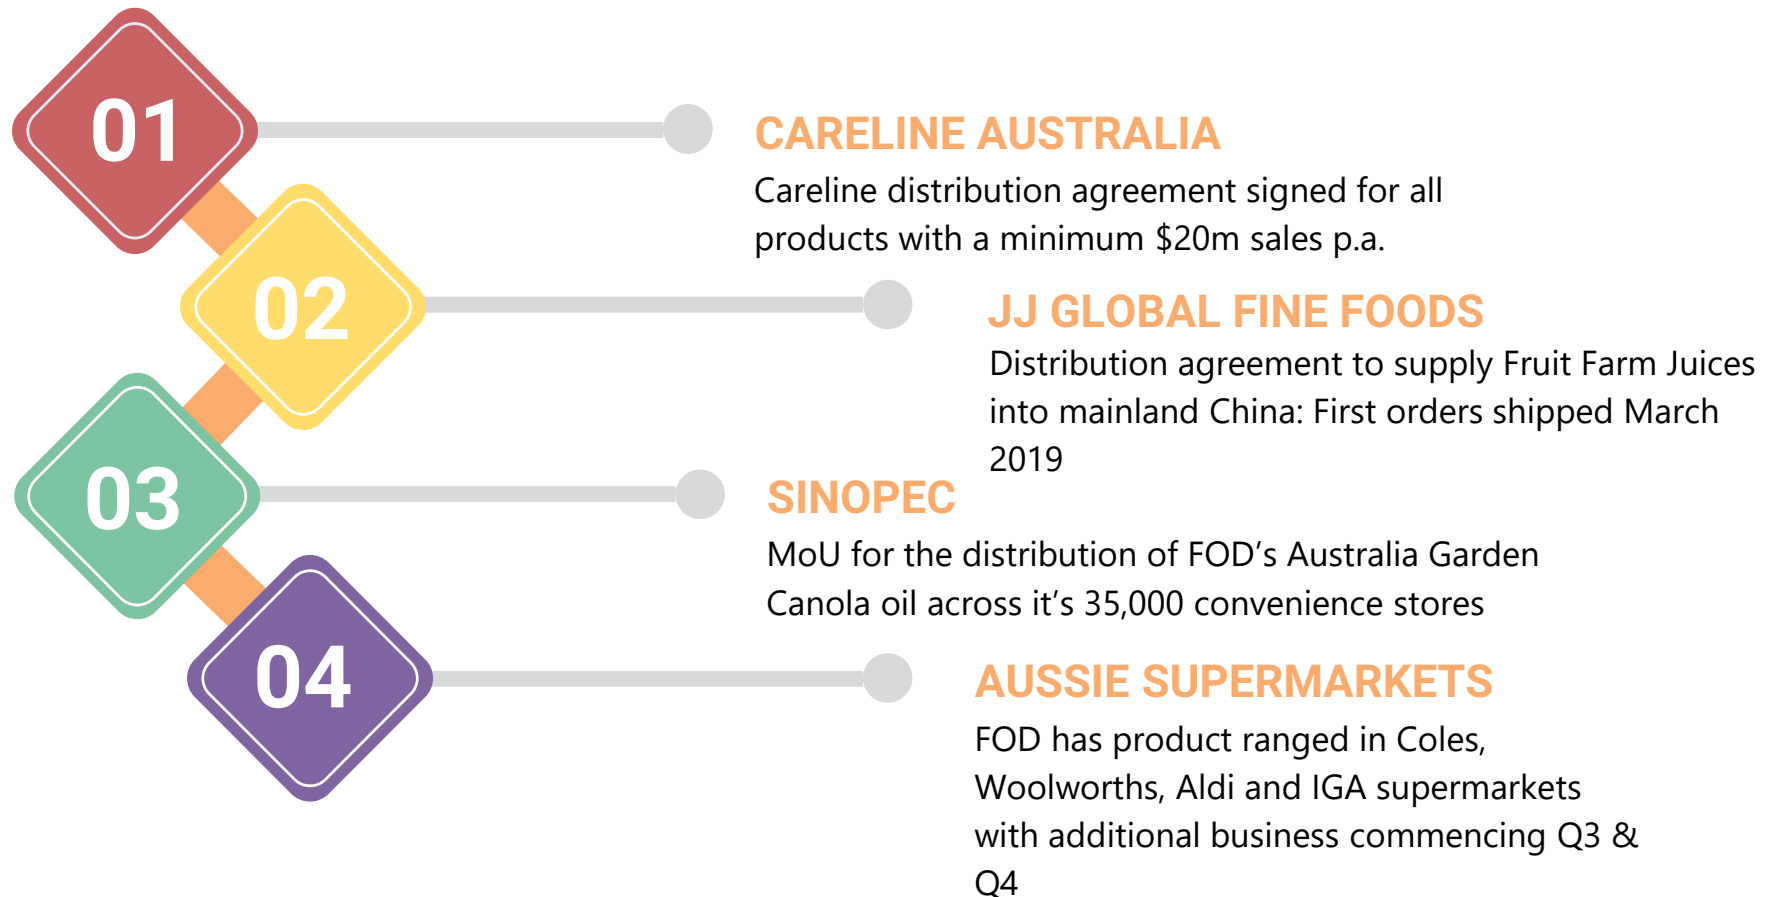 01
CARELINE AUSTRALIA
Careline distribution agreement signed for all
products with a minimum $20m sales p.a.
02
JJ GLOBAL FINE FOODS
Distribution agreement to supply Fruit Farm Juices
into mainland China: First orders shipped March
2019
03
SINOPEC
MoU for the distribution of FOD’s Australia Garden
Canola oil across it’s 35,000 convenience stores
04
AUSSIE SUPERMARKETS
FOD has product ranged in Coles,
Woolworths, Aldi and IGA supermarkets
with additional business commencing Q3 &
Q4